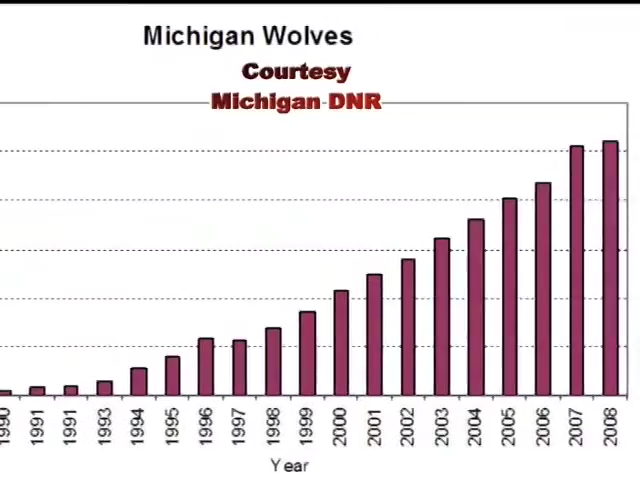 Michigan Wolves
Courtesy
Michigan DNR
1990 1991 1991 1993 1994 1995 1996 1997 1998 1999 2000 2001 2002 2003 2004 2005 2006 2007 2008
Year